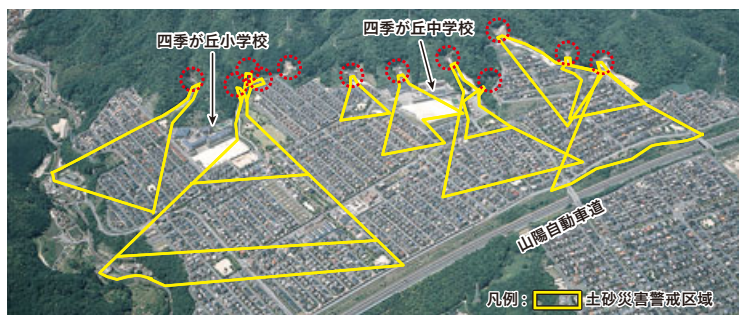 四季が丘小学校
四季が丘中学校
山陽自動車道
凡例： 土砂災害警戒区域